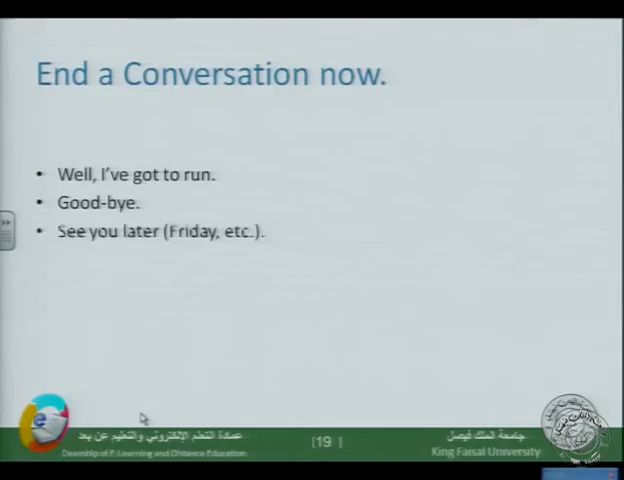 End a Conversation now.
• Well, I've got to run.
• Good-bye.
• See you later (Friday, etc.).
عمادة التعلم الإلكتروني والتعليم عن بعد
Deanship of E-Learning and Distance Education
[19 ]
جامعة الملك فيصل
King Faisal University
e